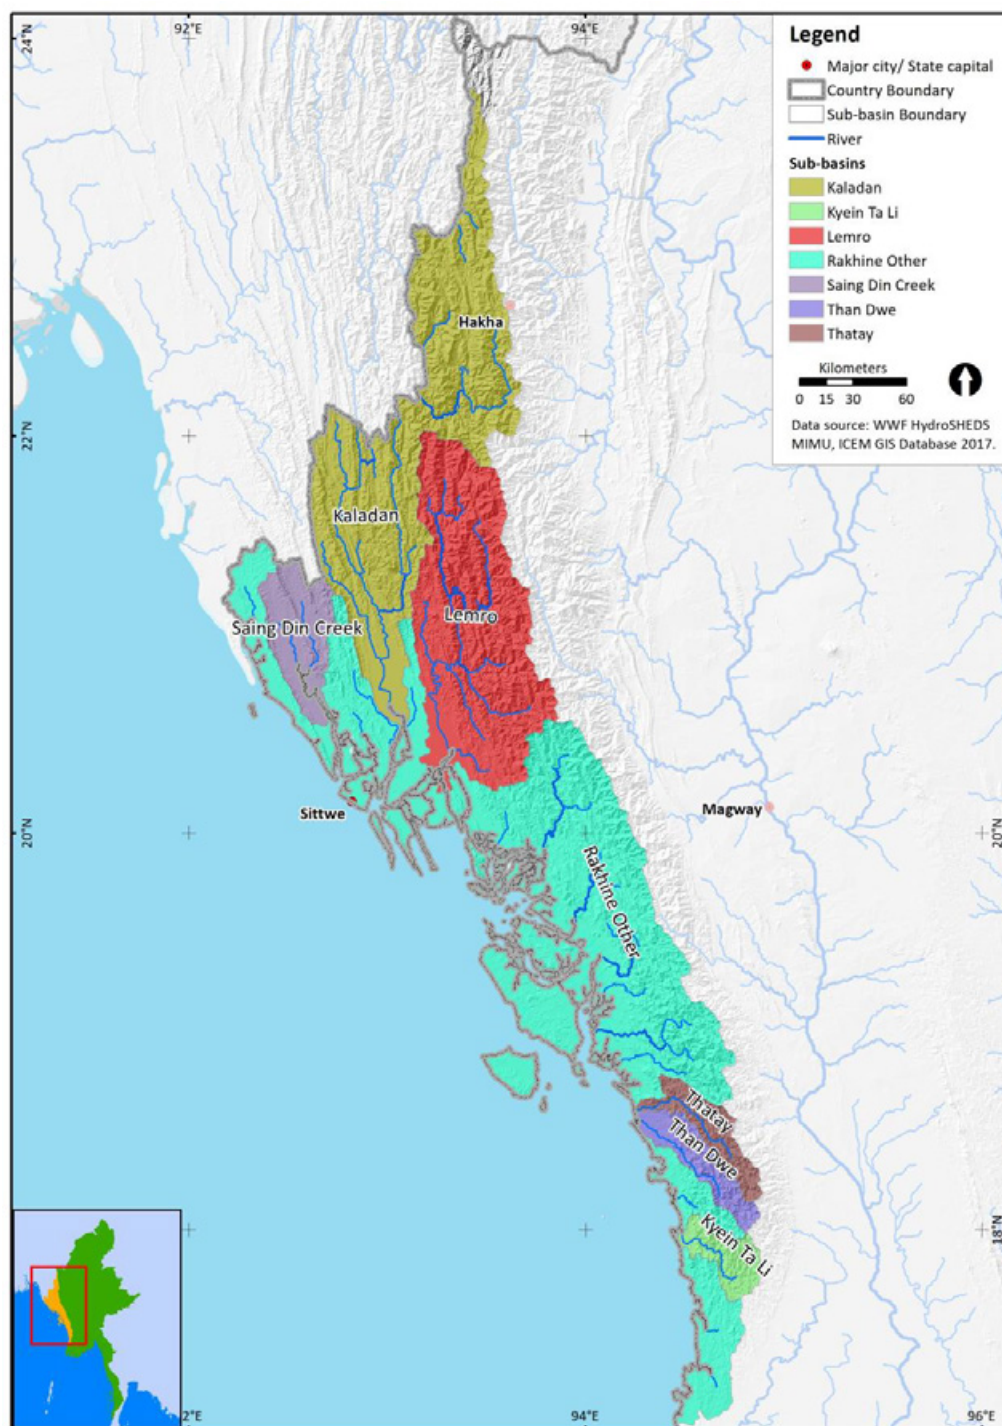 92°E
94°E
24°N
Legend
Major city/ State capital
Country Boundary
Sub-basin Boundary
River
Sub-basins
Kaladan
Kyein Ta Li
Lemro
Rakhine Other
Saing Din Creek
Than Dwe
Thatay
Kilometers
0 15 30 60
Data source: WWF HydroSHEDS
MIMU, ICEM GIS Database 2017.
Hakha
22°N
Kaladan
Lemro
Saing Din Creek
Sittwe
Magway
20°N
20°N
Rakhine Other
Thatay
Than Dwe
Kyein Ta Li
18°N
2°E
94°E
96°E